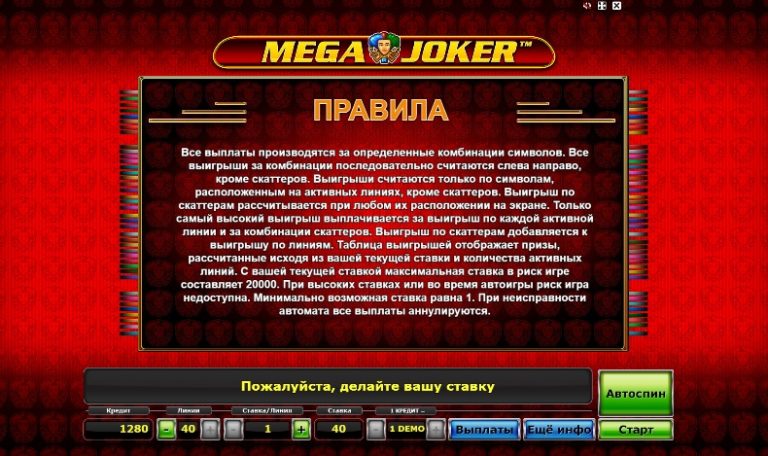 MEGA JOKER™
ПРАВИЛА
Все выплаты производятся за определенные комбинации символов. Все
выигрыши за комбинации последовательно считаются слева направо,
кроме скаттеров. Выигрыши считаются только по символам,
расположенным на активных линиях, кроме скаттеров. Выигрыш по
скаттерам рассчитывается при любом их расположении на экране. Только
самый высокий выигрыш выплачивается за выигрыш по каждой активной
линии и за комбинации скаттеров. Выигрыш по скаттерам добавляется к
выигрышу по линиям. Таблица выигрышей отображает призы,
рассчитанные исходя из вашей текущей ставки и количества активных
линий. С вашей текущей ставкой максимальная ставка в риск игре
составляет 20000. При высоких ставках или во время автоигры риск игра
недоступна. Минимально возможная ставка равна 1. При неисправности
автомата все выплаты аннулируются.
Пожалуйста, делайте вашу ставку
Автоспин
Кредит Линии Ставка/Линия Ставка 1 КРЕДИТ =
1280 - 40 + - 1 + 40 - 1 DEMO + Выплаты Ещё инфо Старт